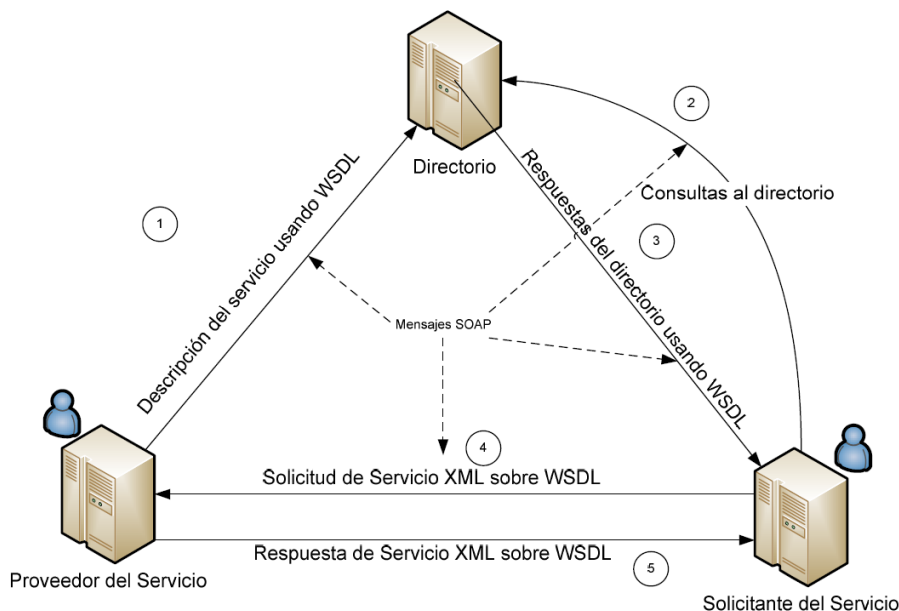 2
Directorio
Consultas al directorio
1
Descripción del servicio usando WSDL
Respuestas del directorio usando WSDL
3
Mensajes SOAP
4
Solicitud de Servicio XML sobre WSDL
Respuesta de Servicio XML sobre WSDL
5
Proveedor del Servicio
Solicitante del Servicio